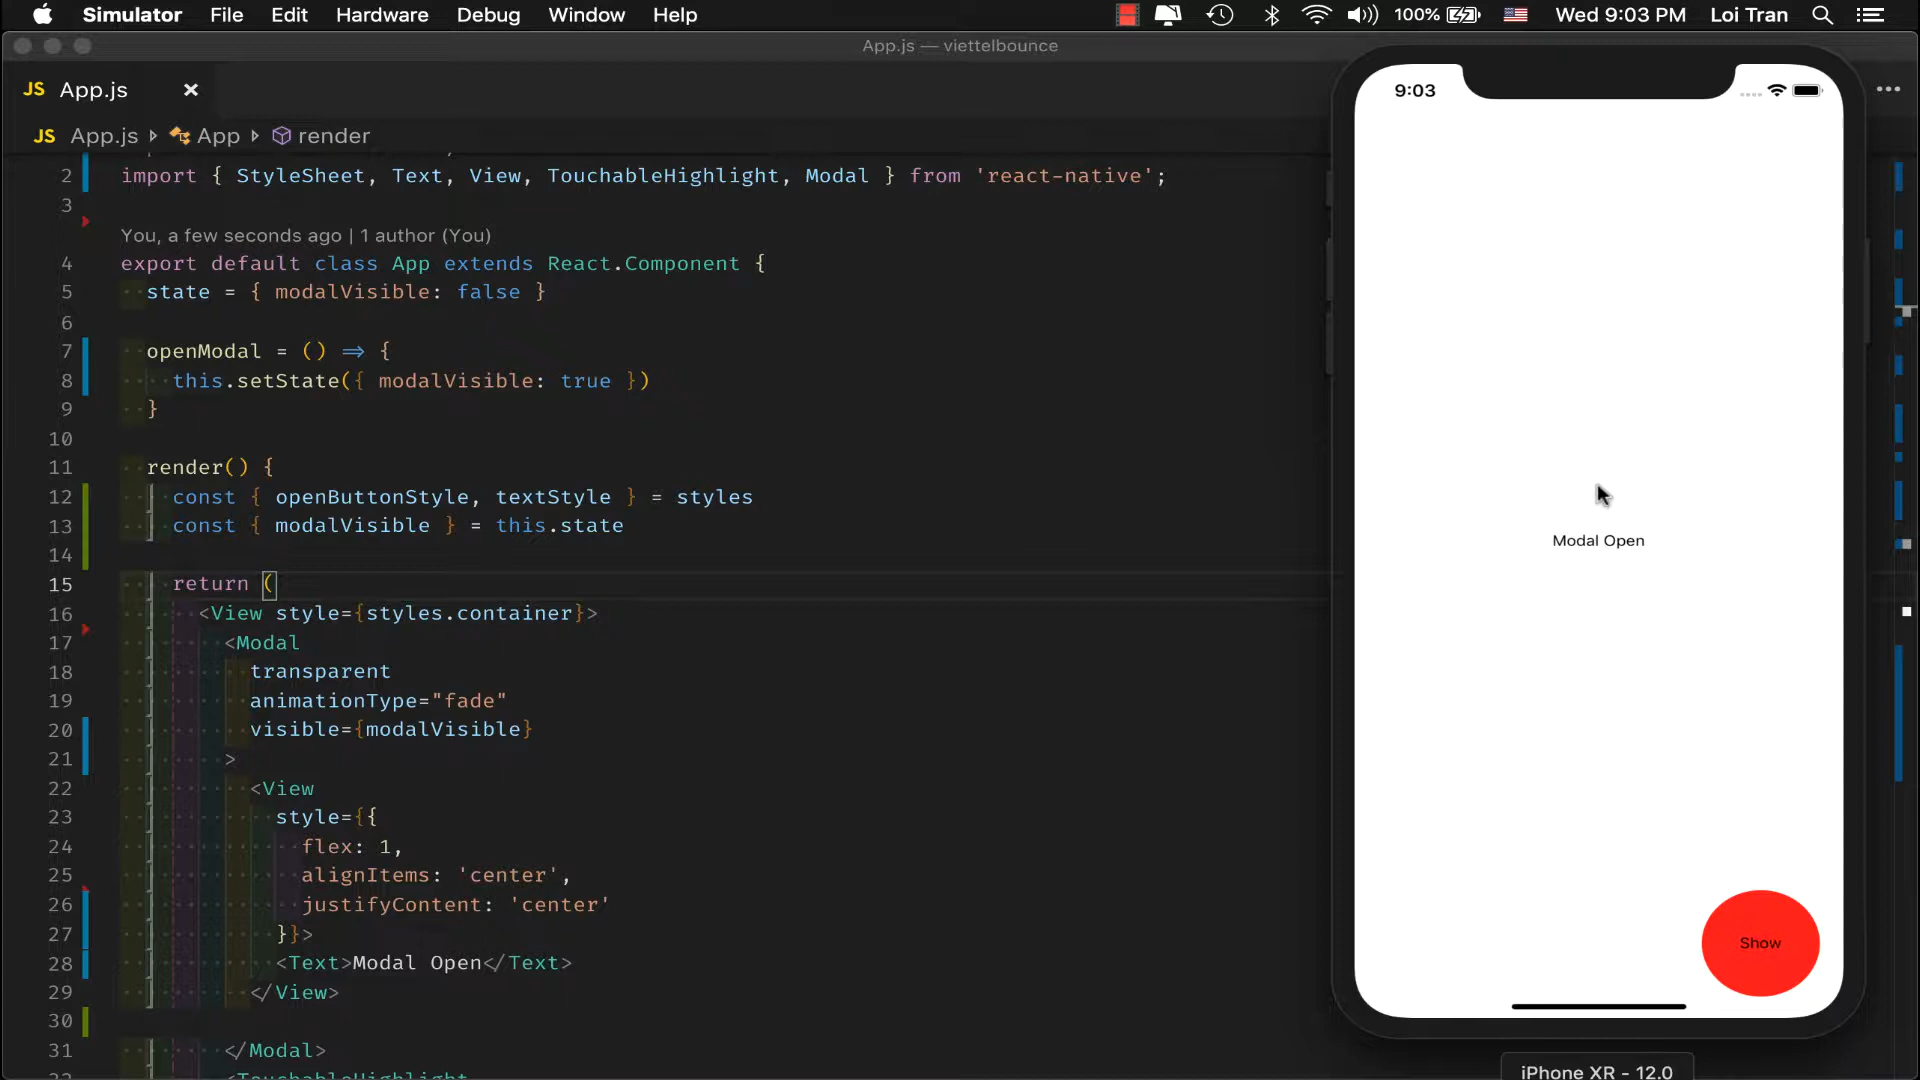 Simulator File Edit Hardware Debug Window Help 100% Wed 9:03 PM Loi Tran
App.js — viettelbounce
JS App.js
JS App.js App render
2 import { StyleSheet, Text, View, TouchableHighlight, Modal } from 'react-native';
3
You, a few seconds ago | 1 author (You)
4 export default class App extends React.Component {
5 state = { modalVisible: false }
6
7 openModal = () => {
8 this.setState({ modalVisible: true })
9 }
10
11 render() {
12 const { openButtonStyle, textStyle } = styles
13 const { modalVisible } = this.state
14
15 return (
16 <View style={styles.container}>
17 <Modal
18 transparent
19 animationType="fade"
20 visible={modalVisible}
21 >
22 <View
23 style={{
24 flex: 1,
25 alignItems: 'center',
26 justifyContent: 'center'
27 }}>
28 <Text>Modal Open</Text>
29 </View>
30
31 </Modal>
32 <TouchableHighlight
9:03
Modal Open
Show
iPhone XR - 12.0